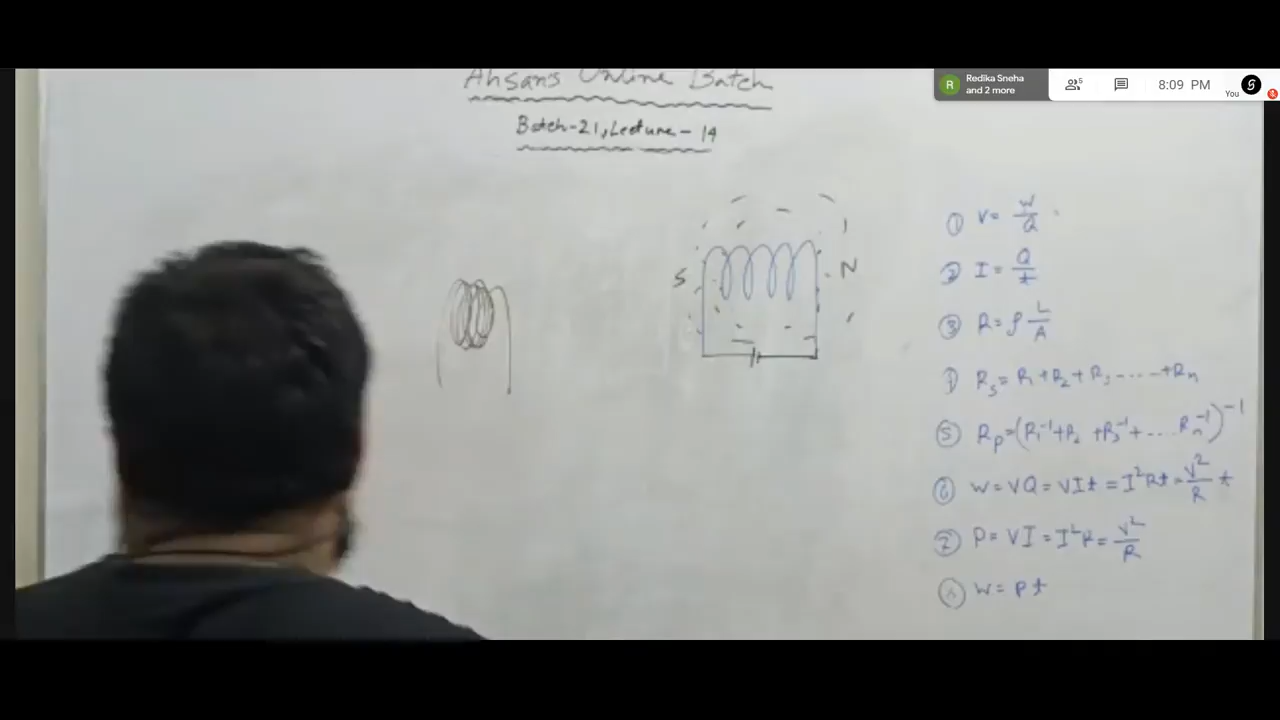 Ahsan's Online Batch
Batch-21, Lecture-14
Redika Sneha
and 2 more
R
5
8:09 PM
You
S N
① V = W/Q
② I = Q/t
③ R = ρ L/A
④ Rs = R1 + R2 + R3 ...... + Rn
⑤ Rp = (R1^-1 + R2 + R3^-1 + .... Rn^-1)^-1
⑥ W = VQ = VIt = I²Rt = V²/R t
⑦ P = VI = I²R = V²/R
⑧ W = Pt